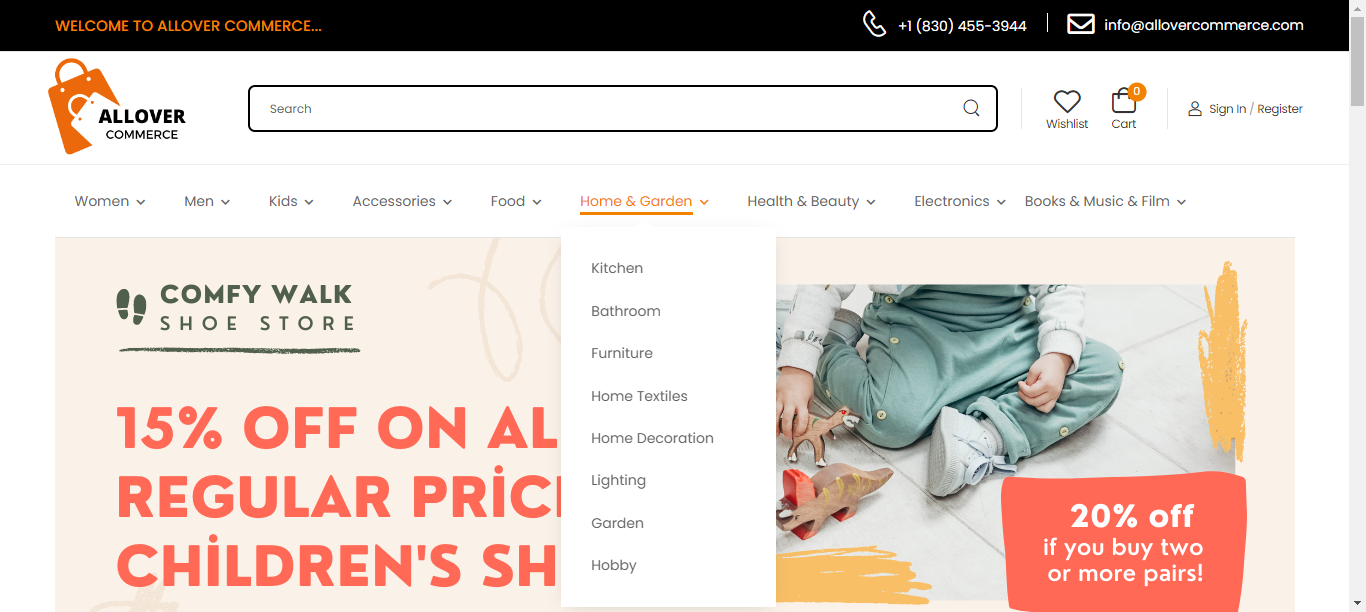 WELCOME TO ALLOVER COMMERCE...
+1 (830) 455-3944
info@allovercommerce.com
ALLOVER
COMMERCE
Search
Wishlist
0
Cart
Sign In / Register
Women
Men
Kids
Accessories
Food
Home & Garden
Health & Beauty
Electronics
Books & Music & Film
Kitchen
Bathroom
Furniture
Home Textiles
Home Decoration
Lighting
Garden
Hobby
COMFY WALK
SHOE STORE
15% OFF ON AL
REGULAR PRİC
CHİLDREN'S SH
20% off
if you buy two
or more pairs!